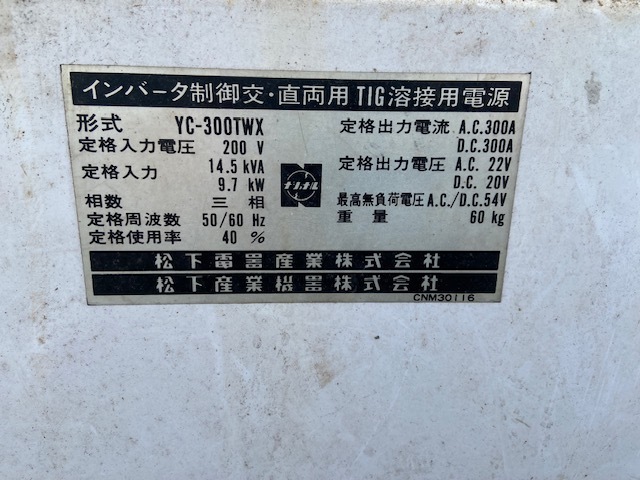 インバータ制御交・直両用 TIG溶接用電源
形式 YC-300TWX
定格入力電圧 200 V
定格入力 14.5 kVA
9.7 kW
相数 三相
定格周波数 50/60 Hz
定格使用率 40 %
ナショナル
定格出力電流 A.C.300A
D.C.300A
定格出力電圧 A.C. 22V
D.C. 20V
最高無負荷電圧 A.C./D.C.54V
重量 60 kg
松下電器産業株式会社
松下産業機器株式会社
CNM30116